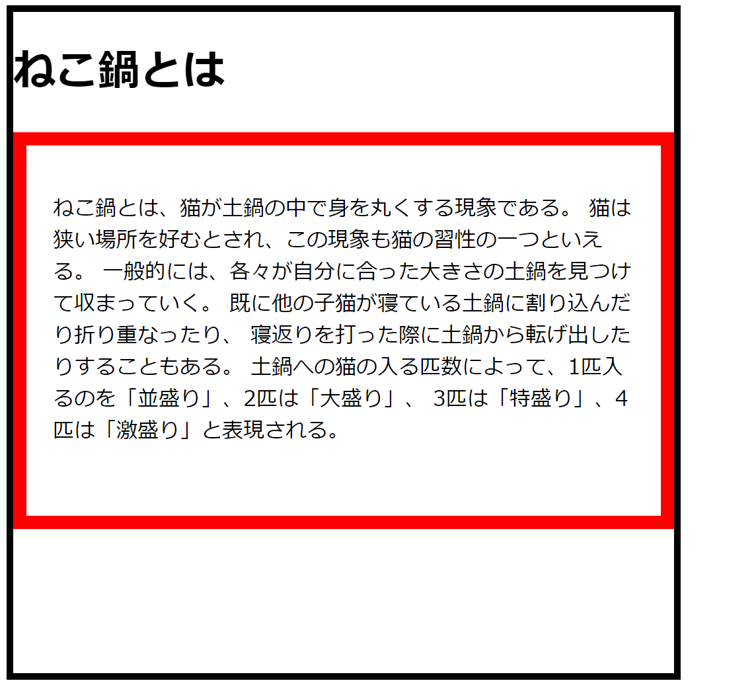 ねこ鍋とは
ねこ鍋とは、猫が土鍋の中で身を丸くする現象である。 猫は
狭い場所を好むとされ、この現象も猫の習性の一つといえ
る。 一般的には、各々が自分に合った大きさの土鍋を見つけ
て収まっていく。 既に他の子猫が寝ている土鍋に割り込んだ
り折り重なったり、 寝返りを打った際に土鍋から転げ出した
りすることもある。 土鍋への猫の入る匹数によって、1匹入
るのを「並盛り」、2匹は「大盛り」、 3匹は「特盛り」、4
匹は「激盛り」と表現される。